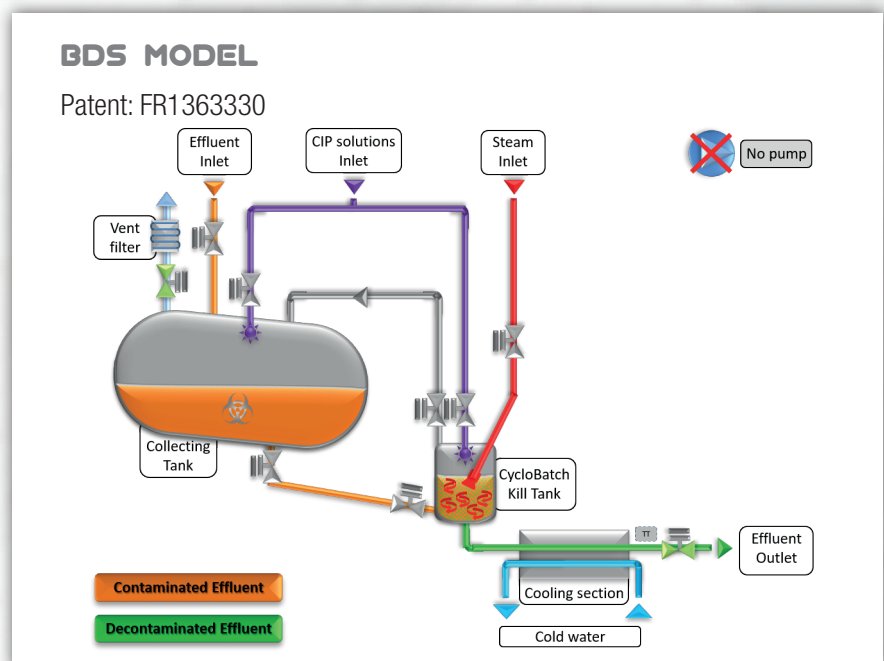 BDS MODEL
Patent: FR1363330
Effluent
Inlet
CIP solutions
Inlet
Steam
Inlet
No pump
Vent
filter
Collecting
Tank
CycloBatch
Kill Tank
TT
Effluent
Outlet
Cooling section
Cold water
Contaminated Effluent
Decontaminated Effluent